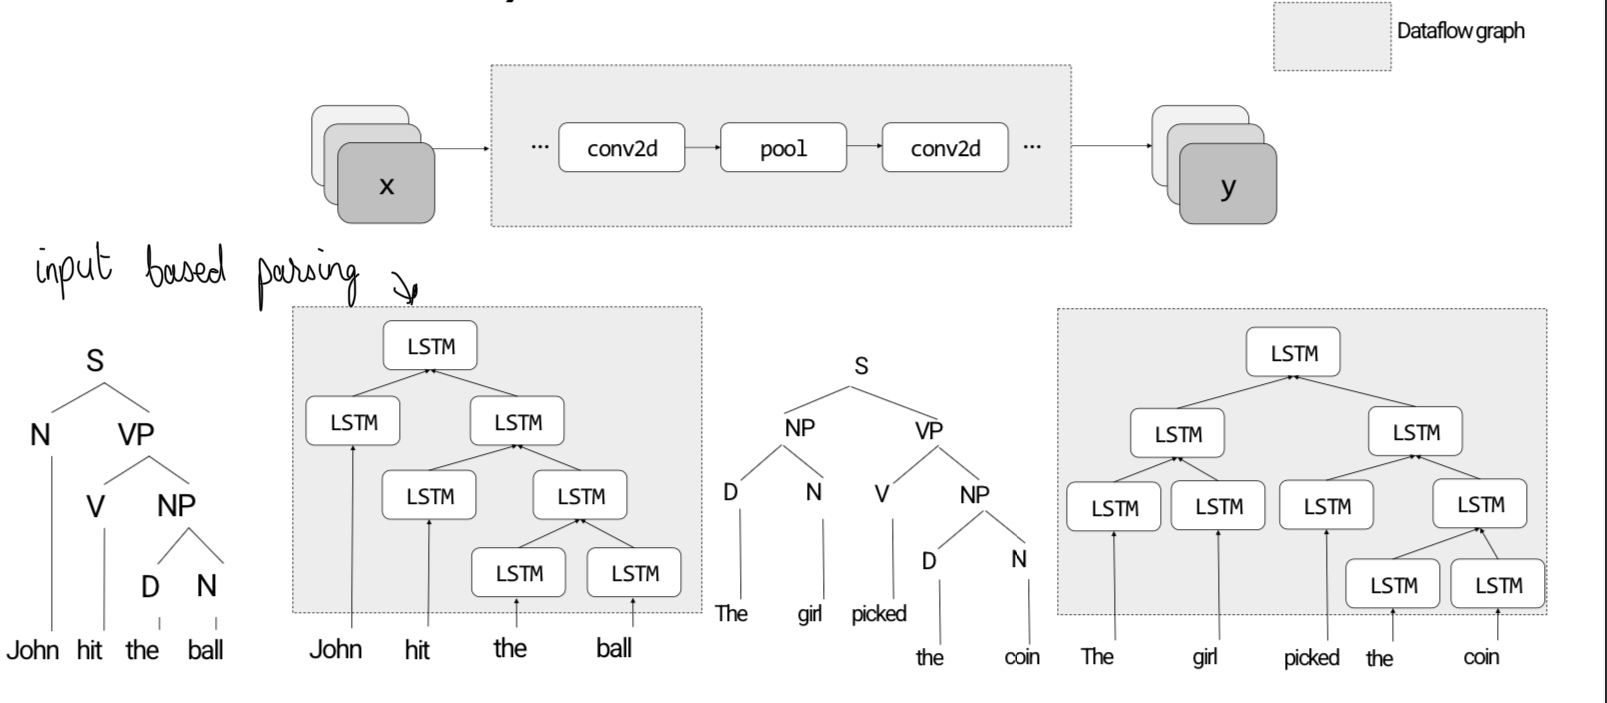 Dataflow graph
... conv2d pool conv2d ...
x
y
input based parsing
S
N VP
V NP
D N
John hit the ball
LSTM
LSTM LSTM
LSTM LSTM
LSTM LSTM
John hit the ball
S
NP VP
D N V NP
D N
The girl picked
the coin
LSTM
LSTM LSTM
LSTM LSTM LSTM LSTM
LSTM LSTM
The girl picked the coin